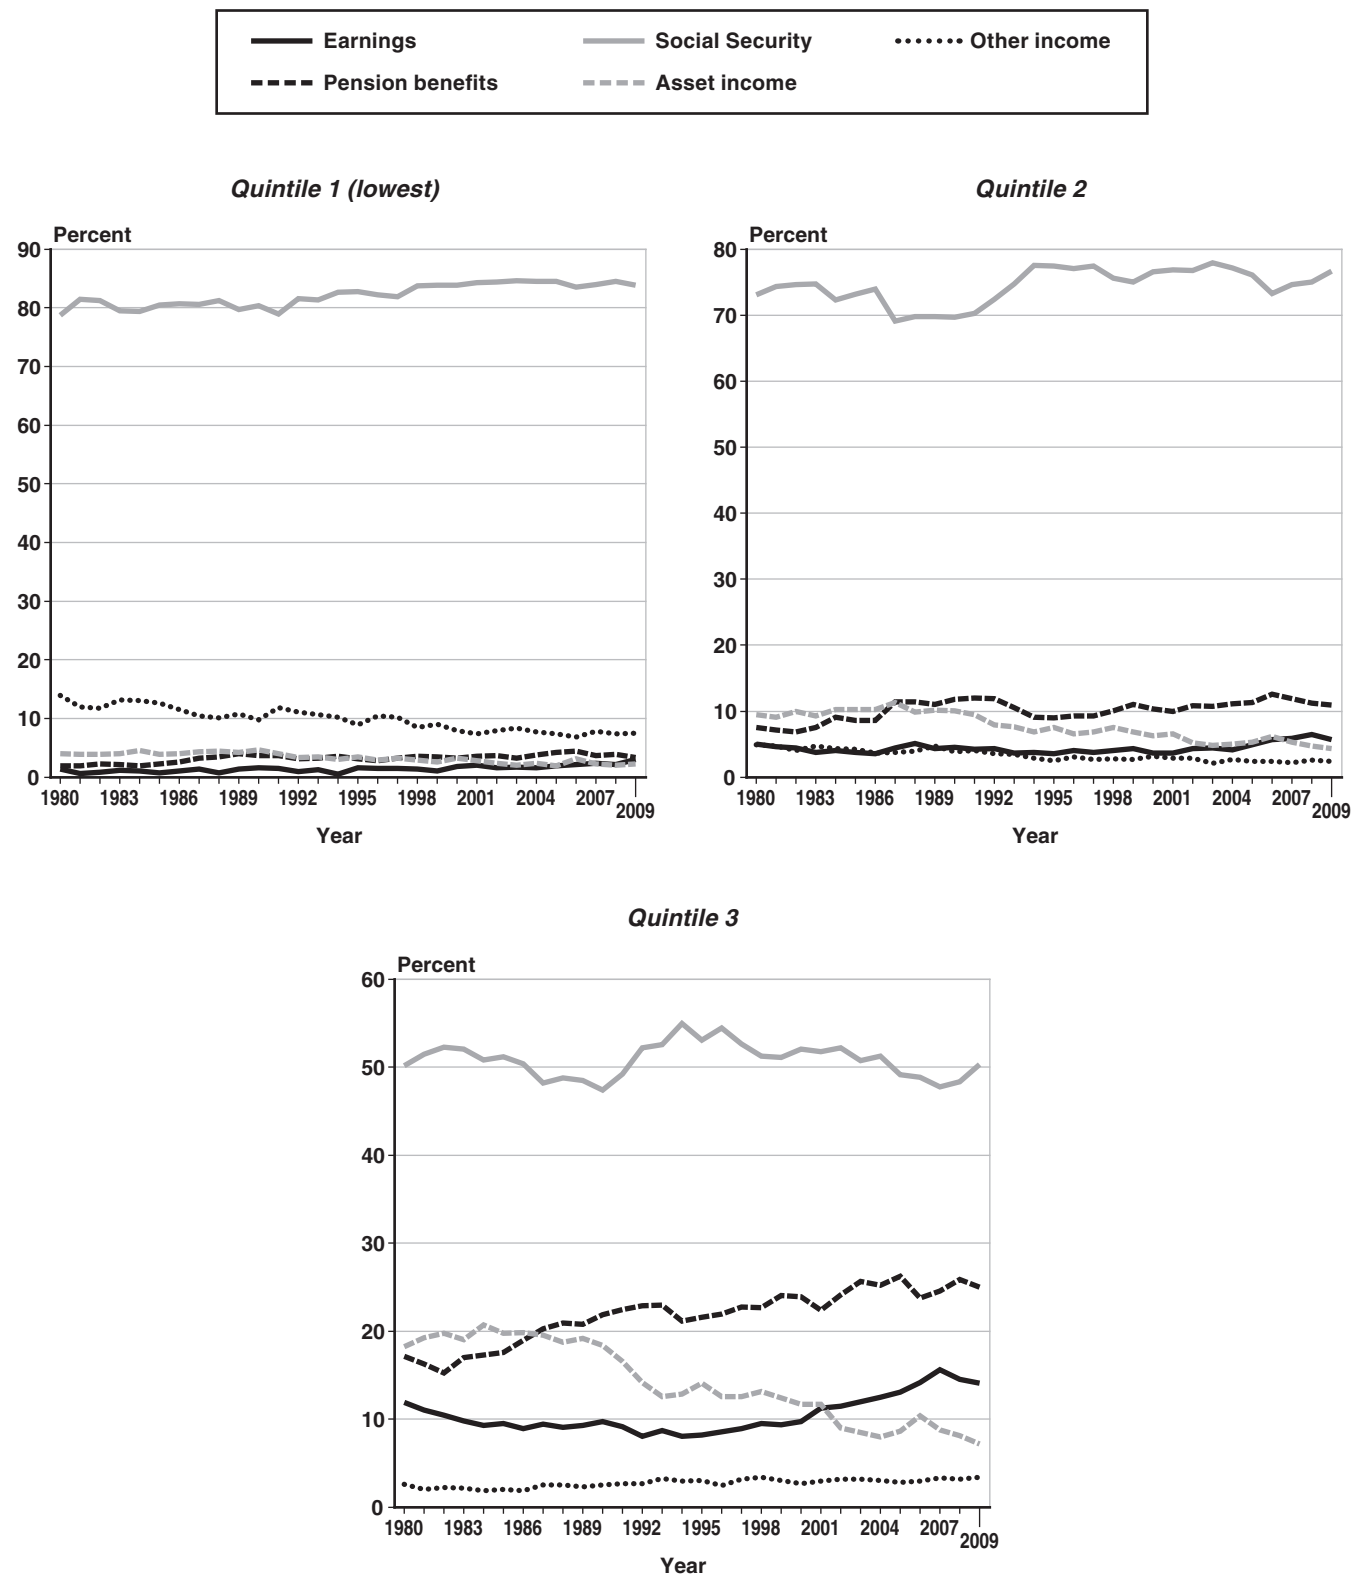 Earnings Social Security Other income
Pension benefits Asset income
Quintile 1 (lowest)
Percent
90
80
70
60
50
40
30
20
10
0
1980 1983 1986 1989 1992 1995 1998 2001 2004 2007 2009
Year
Quintile 2
Percent
80
70
60
50
40
30
20
10
0
1980 1983 1986 1989 1992 1995 1998 2001 2004 2007 2009
Year
Quintile 3
Percent
60
50
40
30
20
10
0
1980 1983 1986 1989 1992 1995 1998 2001 2004 2007 2009
Year